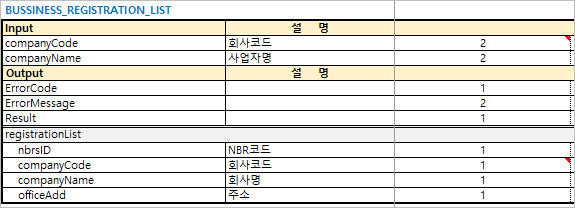 BUSSINESS_REGISTRATION_LIST
Input 설 명
companyCode 회사코드 2
companyName 사업자명 2
Output 설 명
ErrorCode 1
ErrorMessage 2
Result 1
registrationList
nbrsID NBR코드 1
companyCode 회사코드 1
companyName 회사명 1
officeAdd 주소 1